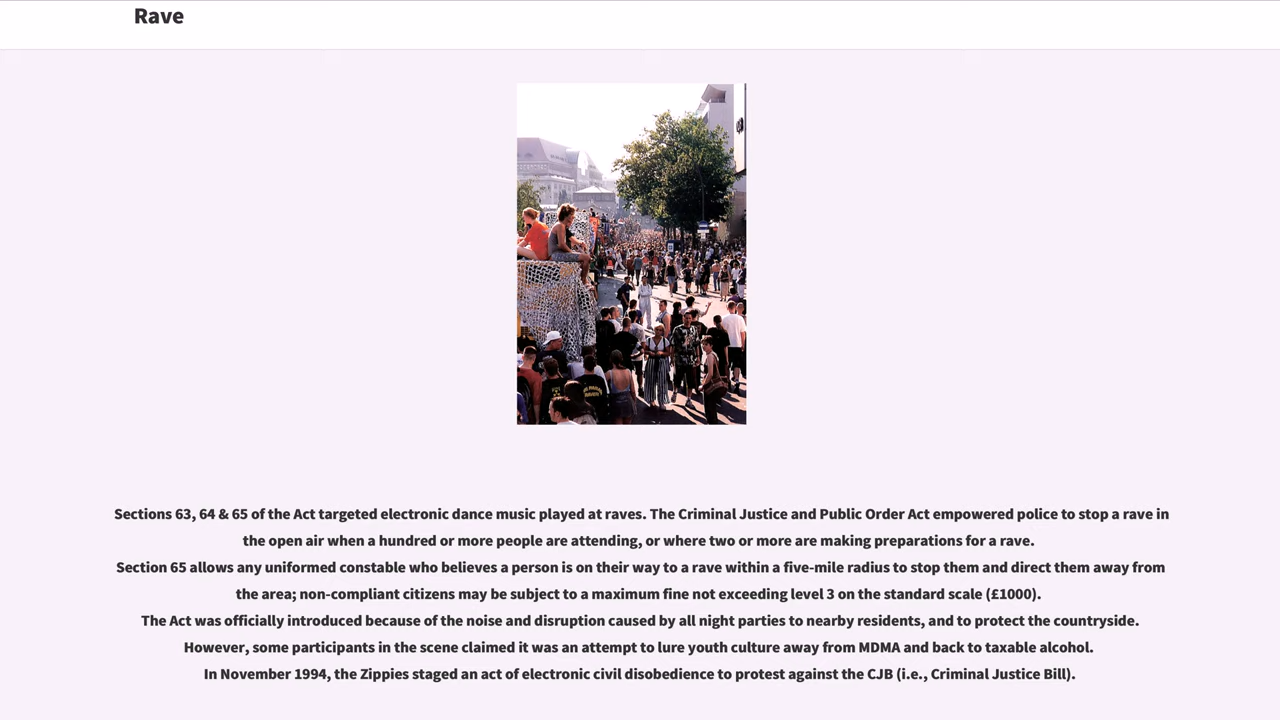 Rave
Sections 63, 64 & 65 of the Act targeted electronic dance music played at raves. The Criminal Justice and Public Order Act empowered police to stop a rave in
the open air when a hundred or more people are attending, or where two or more are making preparations for a rave.
Section 65 allows any uniformed constable who believes a person is on their way to a rave within a five-mile radius to stop them and direct them away from
the area; non-compliant citizens may be subject to a maximum fine not exceeding level 3 on the standard scale (£1000).
The Act was officially introduced because of the noise and disruption caused by all night parties to nearby residents, and to protect the countryside.
However, some participants in the scene claimed it was an attempt to lure youth culture away from MDMA and back to taxable alcohol.
In November 1994, the Zippies staged an act of electronic civil disobedience to protest against the CJB (i.e., Criminal Justice Bill).